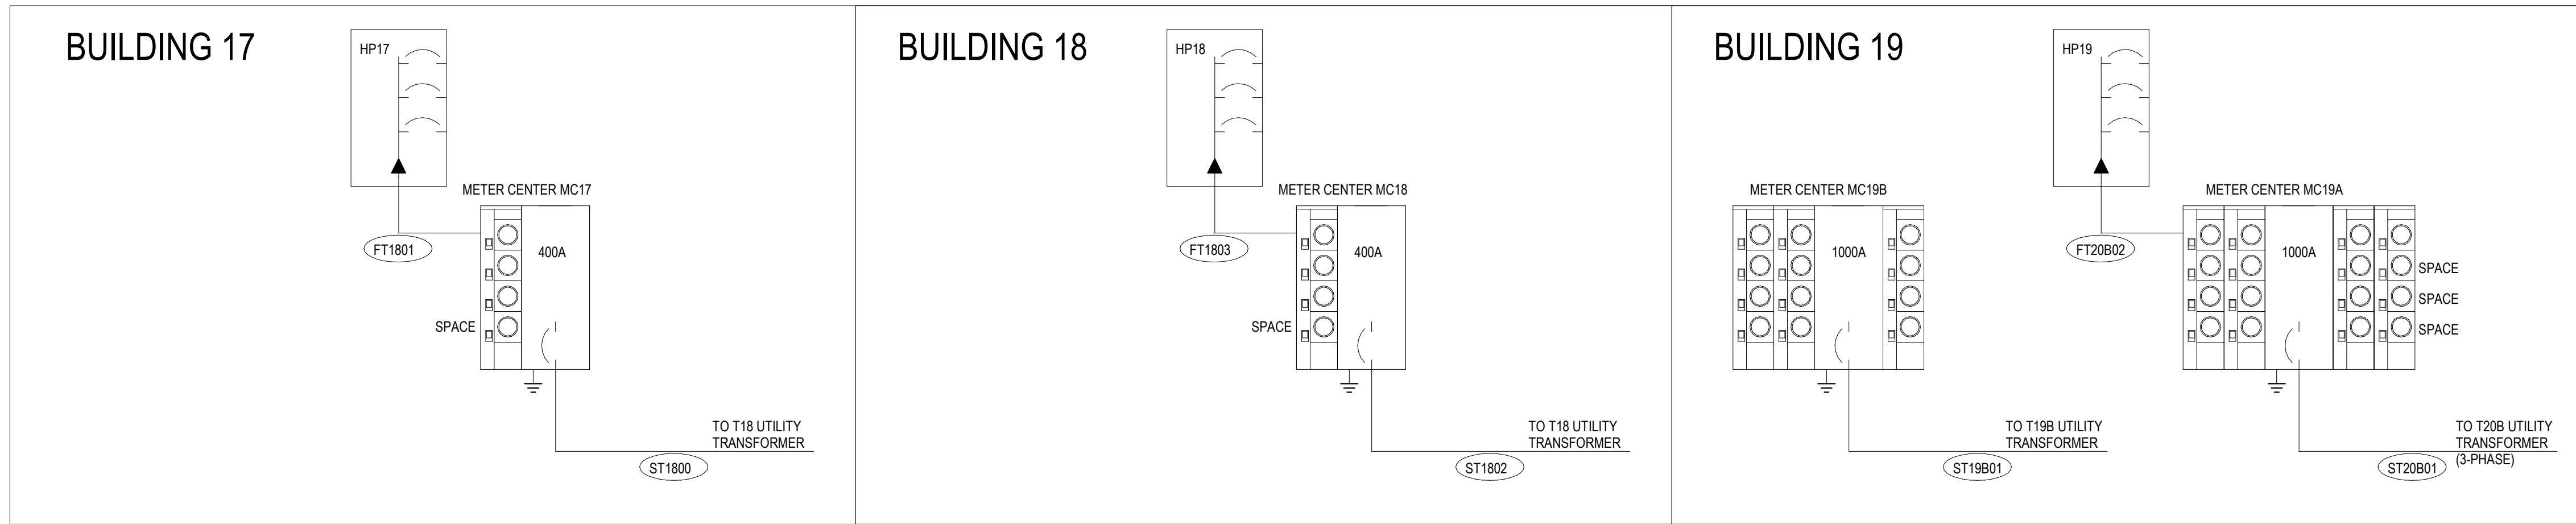 BUILDING 17
HP17
METER CENTER MC17
FT1801
400A
SPACE
TO T18 UTILITY
TRANSFORMER
ST1800
BUILDING 18
HP18
METER CENTER MC18
FT1803
400A
SPACE
TO T18 UTILITY
TRANSFORMER
ST1802
BUILDING 19
HP19
METER CENTER MC19B
1000A
TO T19B UTILITY
TRANSFORMER
ST19B01
METER CENTER MC19A
FT20B02
1000A
SPACE
SPACE
SPACE
TO T20B UTILITY
TRANSFORMER
(3-PHASE)
ST20B01